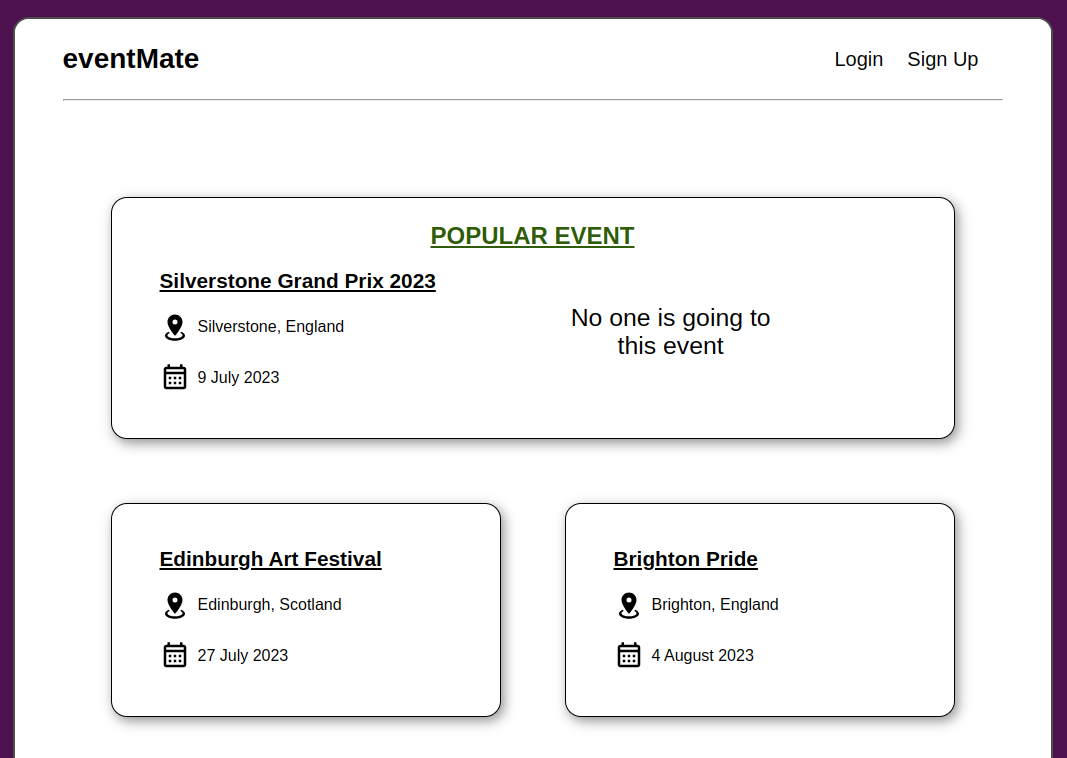 eventMate
Login Sign Up
POPULAR EVENT
Silverstone Grand Prix 2023
Silverstone, England
9 July 2023
No one is going to
this event
Edinburgh Art Festival
Edinburgh, Scotland
27 July 2023
Brighton Pride
Brighton, England
4 August 2023